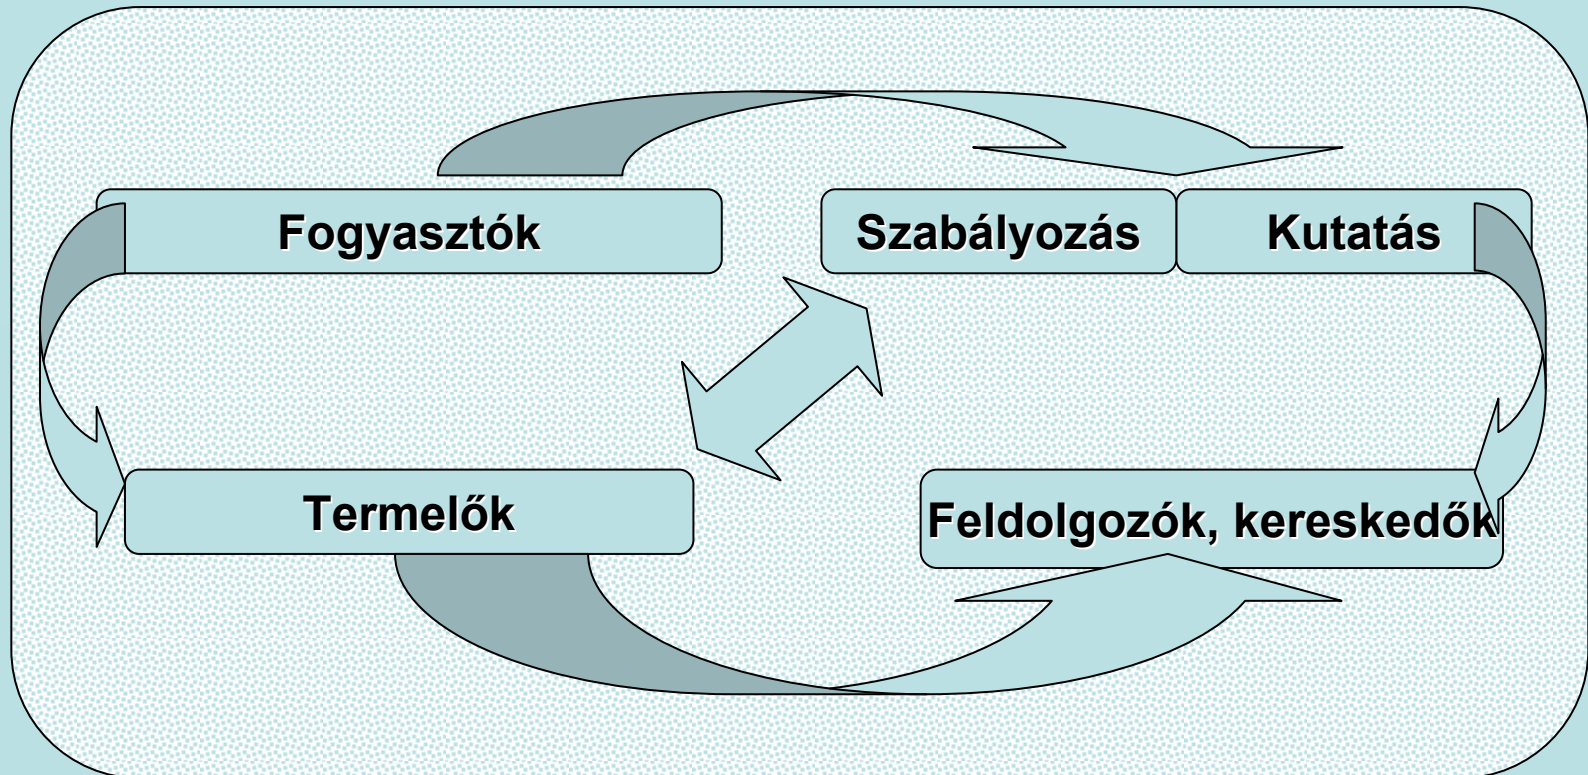 Fogyasztók
Szabályozás
Kutatás
Termelők
Feldolgozók, kereskedők